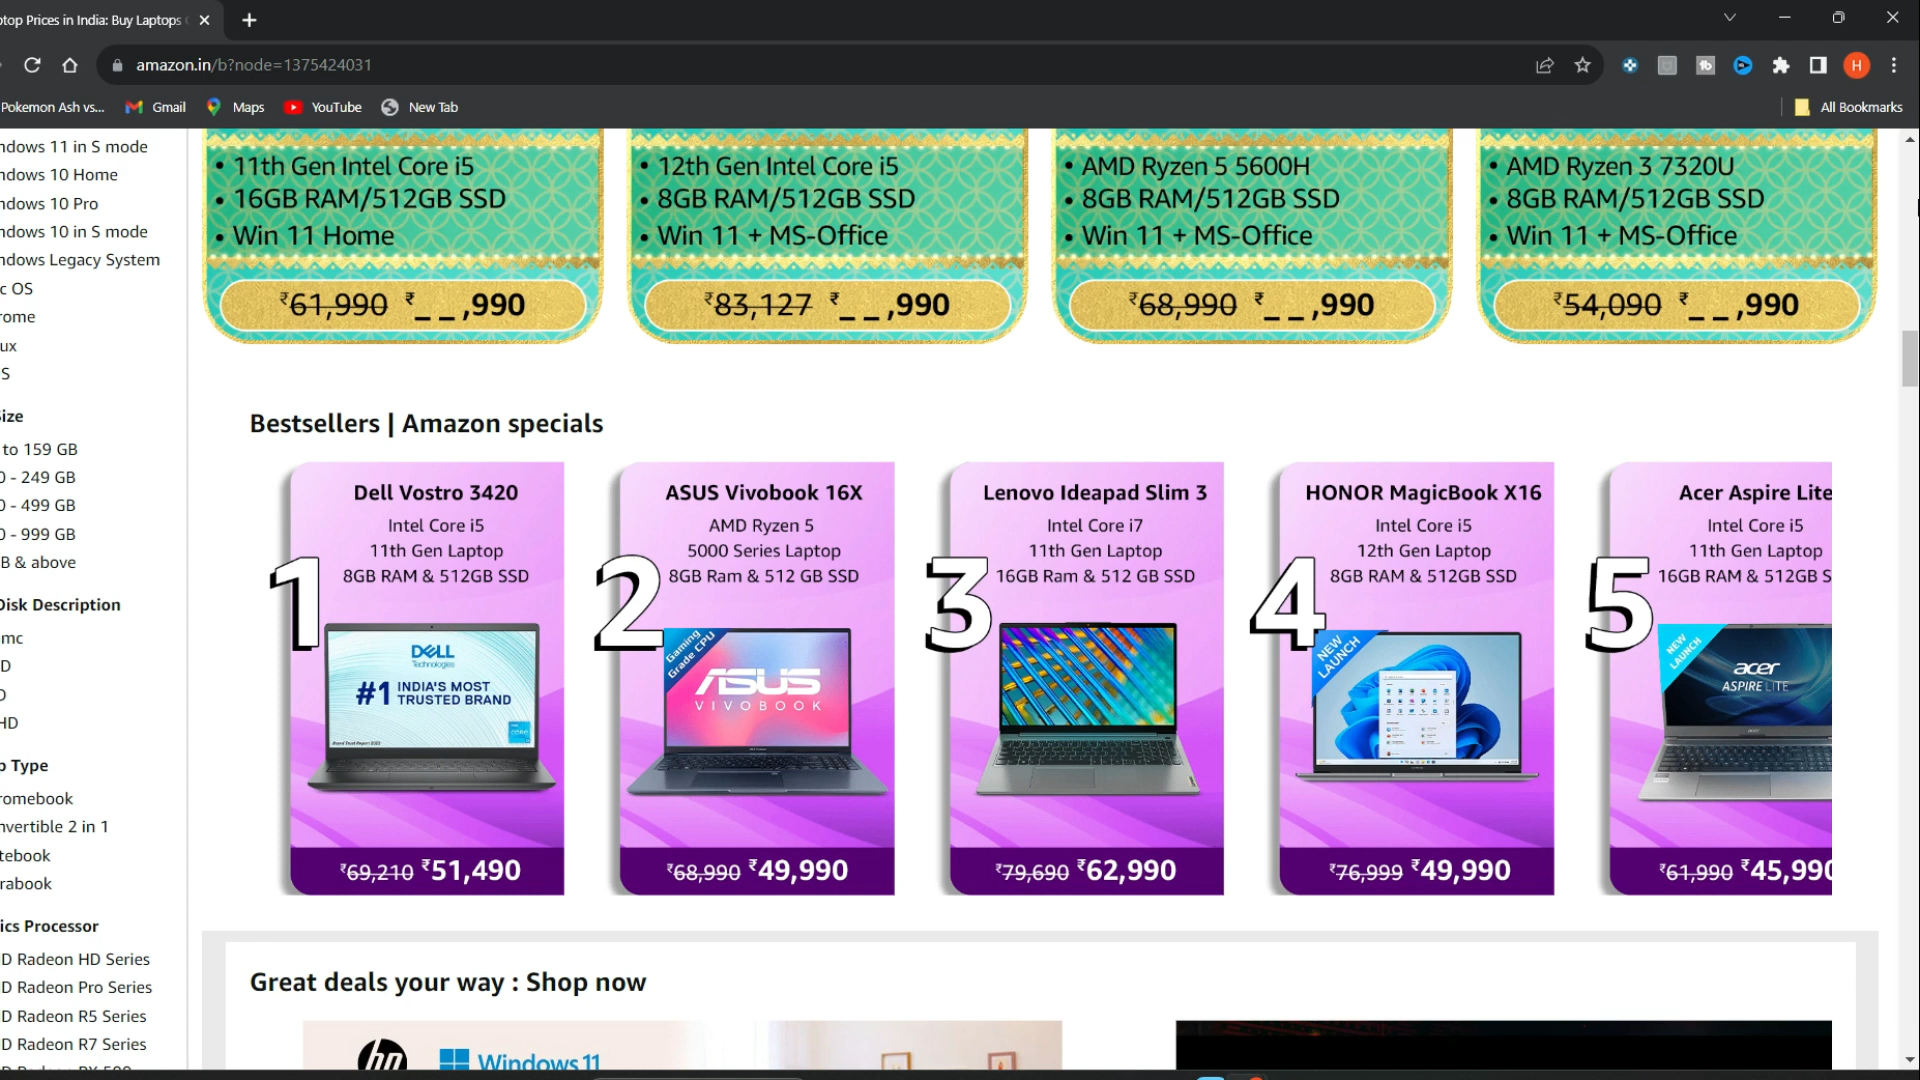 top Prices in India: Buy Laptops
amazon.in/b?node=1375424031
H
Pokemon Ash vs...
Gmail
Maps
YouTube
New Tab
All Bookmarks
ndows 11 in S mode
ndows 10 Home
ndows 10 Pro
ndows 10 in S mode
ndows Legacy System
c OS
rome
ux
S
ize
to 159 GB
0 - 249 GB
0 - 499 GB
0 - 999 GB
B & above
Disk Description
mc
D
D
HD
p Type
romebook
nvertible 2 in 1
tebook
rabook
ics Processor
D Radeon HD Series
D Radeon Pro Series
D Radeon R5 Series
D Radeon R7 Series
• 11th Gen Intel Core i5
• 16GB RAM/512GB SSD
• Win 11 Home
₹61,990 ₹_ _,990
• 12th Gen Intel Core i5
• 8GB RAM/512GB SSD
• Win 11 + MS-Office
₹83,127 ₹_ _,990
• AMD Ryzen 5 5600H
• 8GB RAM/512GB SSD
• Win 11 + MS-Office
₹68,990 ₹_ _,990
• AMD Ryzen 3 7320U
• 8GB RAM/512GB SSD
• Win 11 + MS-Office
₹54,090 ₹_ _,990
Bestsellers | Amazon specials
1
Dell Vostro 3420
Intel Core i5
11th Gen Laptop
8GB RAM & 512GB SSD
DELL
Technologies
#1 INDIA'S MOST
TRUSTED BRAND
₹69,210 ₹51,490
2
ASUS Vivobook 16X
AMD Ryzen 5
5000 Series Laptop
8GB Ram & 512 GB SSD
Gaming
Grade CPU
ASUS
VIVOBOOK
₹68,990 ₹49,990
3
Lenovo Ideapad Slim 3
Intel Core i7
11th Gen Laptop
16GB Ram & 512 GB SSD
₹79,690 ₹62,990
4
HONOR MagicBook X16
Intel Core i5
12th Gen Laptop
8GB RAM & 512GB SSD
NEW
LAUNCH
₹76,999 ₹49,990
5
Acer Aspire Lite
Intel Core i5
11th Gen Laptop
16GB RAM & 512GB S
NEW
LAUNCH
acer
ASPIRE LITE
₹61,990 ₹45,990
Great deals your way : Shop now
hp
Windows 11